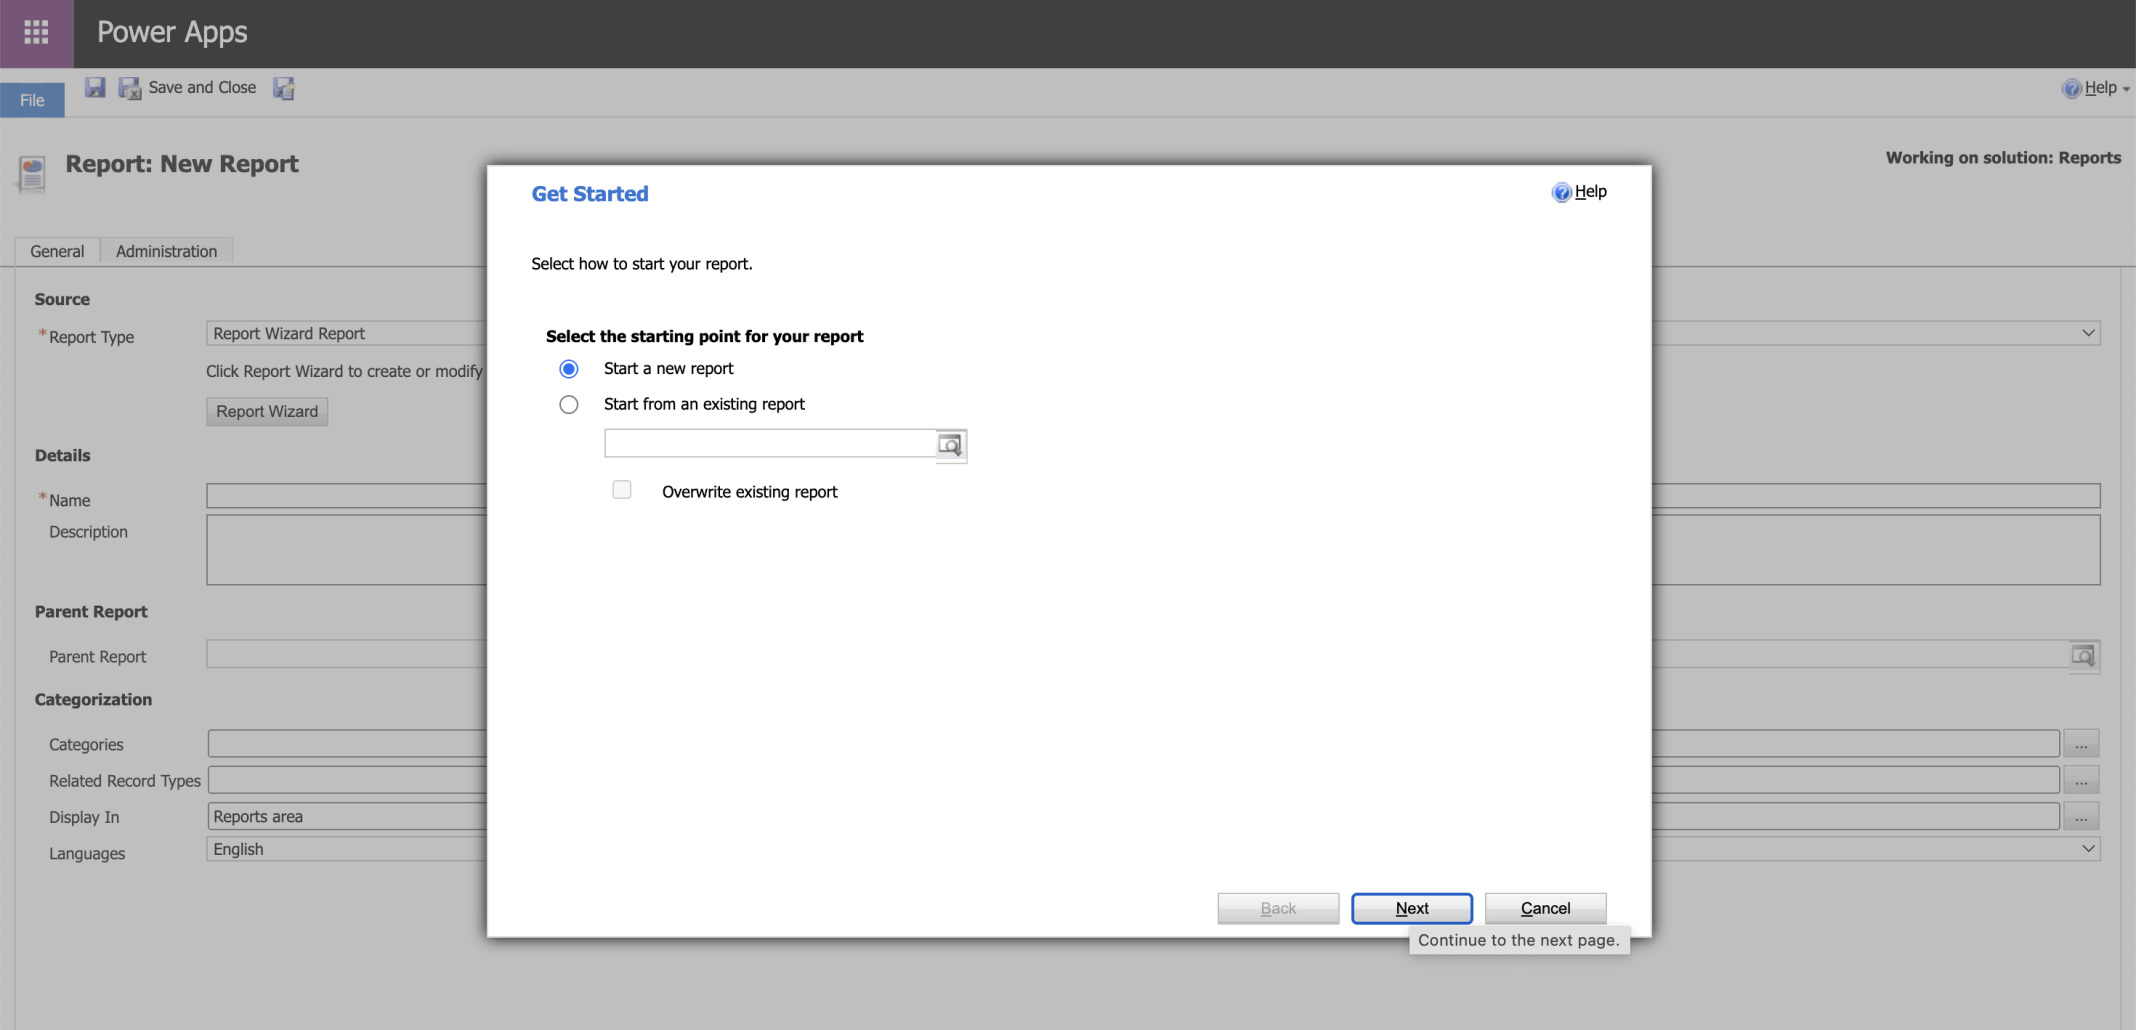 Power Apps
File
Save and Close
Help
Report: New Report
Working on solution: Reports
General
Administration
Source
*Report Type
Report Wizard Report
Click Report Wizard to create or modify
Report Wizard
Details
*Name
Description
Parent Report
Parent Report
Categorization
Categories
...
Related Record Types
...
Display In
Reports area
...
Languages
English
Get Started
Help
Select how to start your report.
Select the starting point for your report
Start a new report
Start from an existing report
Overwrite existing report
Back
Next
Cancel
Continue to the next page.